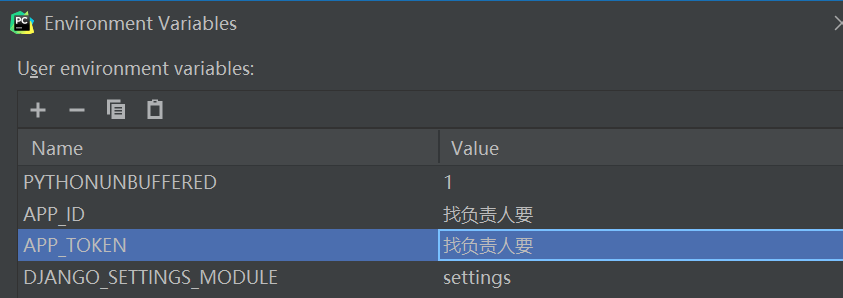 PC Environment Variables
User environment variables:
Name Value
PYTHONUNBUFFERED 1
APP_ID 找负责人要
APP_TOKEN 找负责人要
DJANGO_SETTINGS_MODULE settings